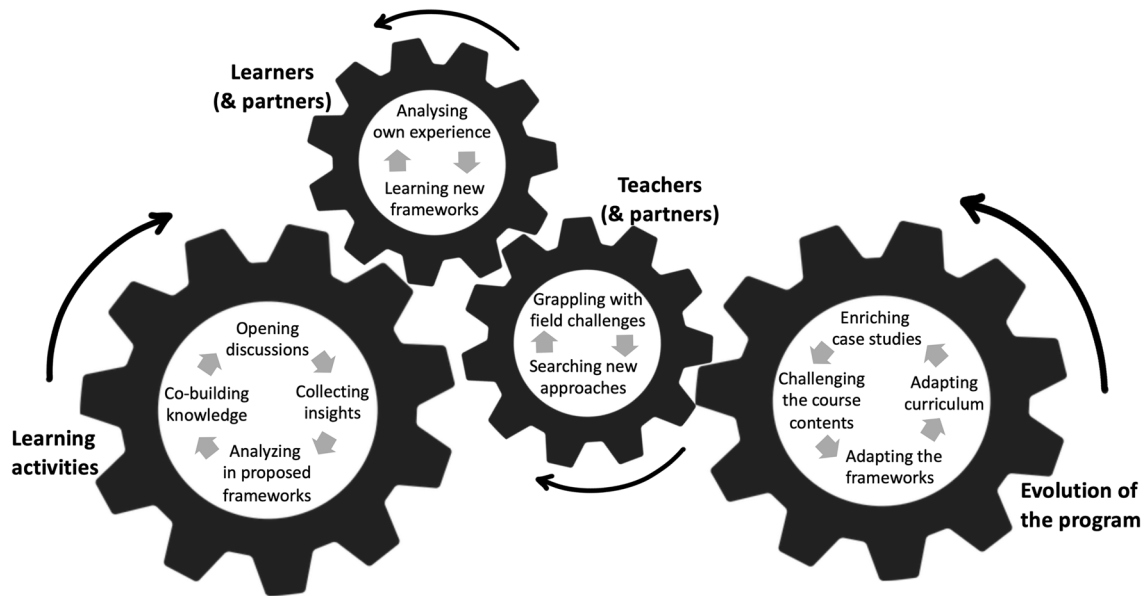 Learners
(& partners)
Analysing
own experience
Learning new
frameworks
Teachers
(& partners)
Grappling with
field challenges
Searching new
approaches
Learning
activities
Opening
discussions
Collecting
insights
Analyzing
in proposed
frameworks
Co-building
knowledge
Enriching
case studies
Challenging
the course
contents
Adapting the
frameworks
Adapting
curriculum
Evolution of
the program